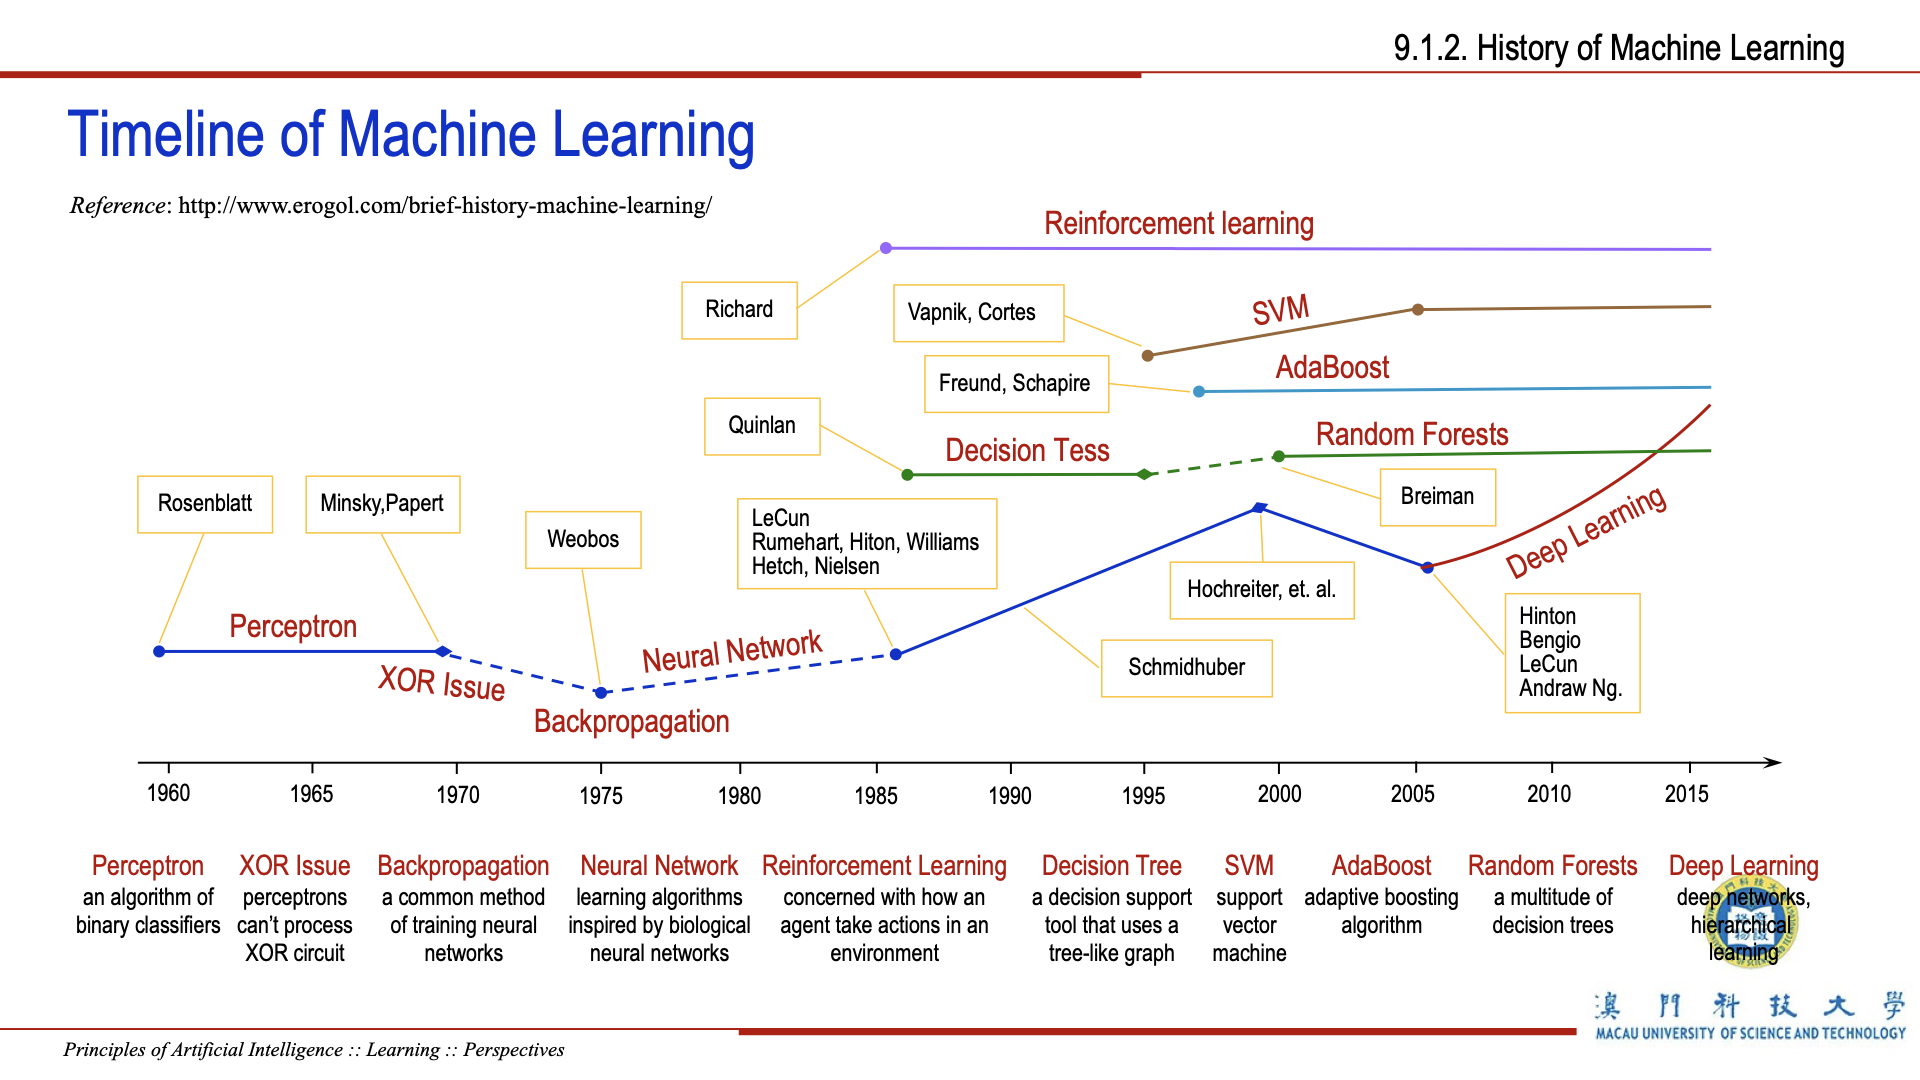 9.1.2. History of Machine Learning
Timeline of Machine Learning
Reference: http://www.erogol.com/brief-history-machine-learning/
Reinforcement learning
Richard
Vapnik, Cortes
SVM
Freund, Schapire
AdaBoost
Quinlan
Decision Tess
Random Forests
Breiman
Rosenblatt
Minsky,Papert
Weobos
LeCun
Rumehart, Hiton, Williams
Hetch, Nielsen
Deep Learning
Hochreiter, et. al.
Perceptron
XOR Issue
Neural Network
Backpropagation
Schmidhuber
Hinton
Bengio
LeCun
Andraw Ng.
1960
1965
1970
1975
1980
1985
1990
1995
2000
2005
2010
2015
Perceptron
an algorithm of
binary classifiers
XOR Issue
perceptrons
can’t process
XOR circuit
Backpropagation
a common method
of training neural
networks
Neural Network
learning algorithms
inspired by biological
neural networks
Reinforcement Learning
concerned with how an
agent take actions in an
environment
Decision Tree
a decision support
tool that uses a
tree-like graph
SVM
support
vector
machine
AdaBoost
adaptive boosting
algorithm
Random Forests
a multitude of
decision trees
Deep Learning
deep networks,
hierarchical
learning
澳門科技大學
MACAU UNIVERSITY OF SCIENCE AND TECHNOLOGY
Principles of Artificial Intelligence :: Learning :: Perspectives